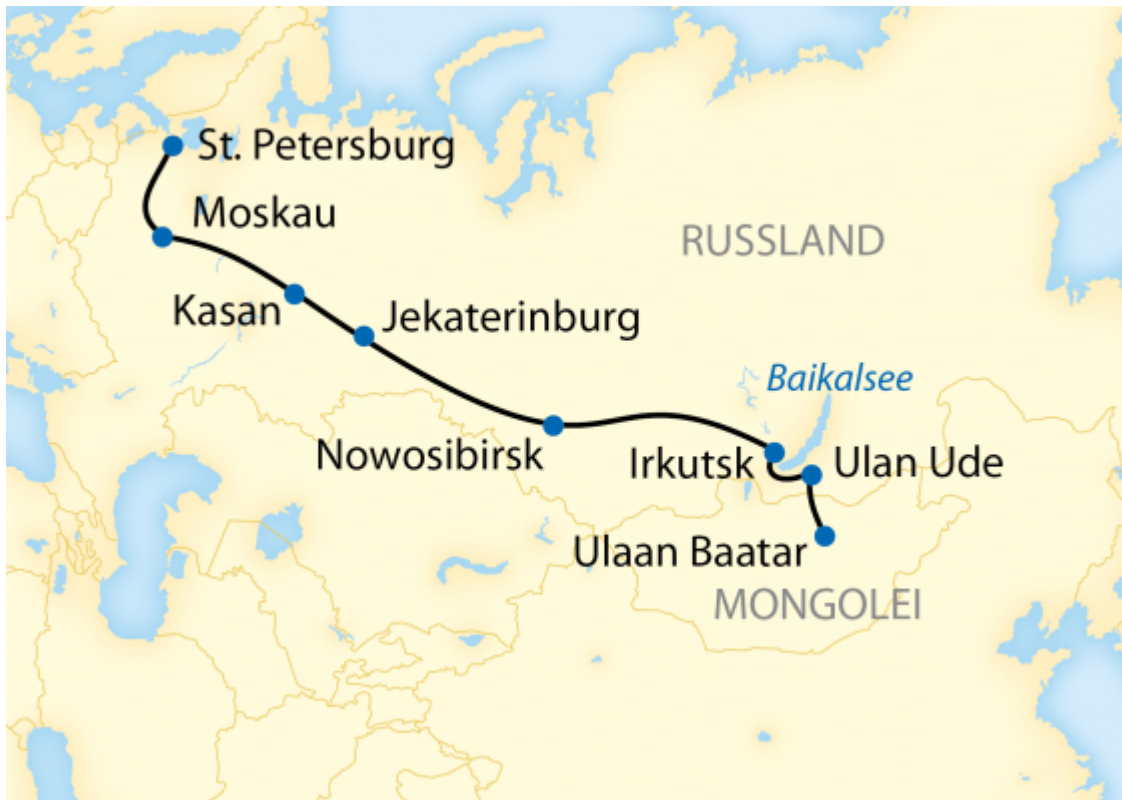 St. Petersburg
Moskau
RUSSLAND
Kasan
Jekaterinburg
Baikalsee
Nowosibirsk
Irkutsk
Ulan Ude
Ulaan Baatar
MONGOLEI